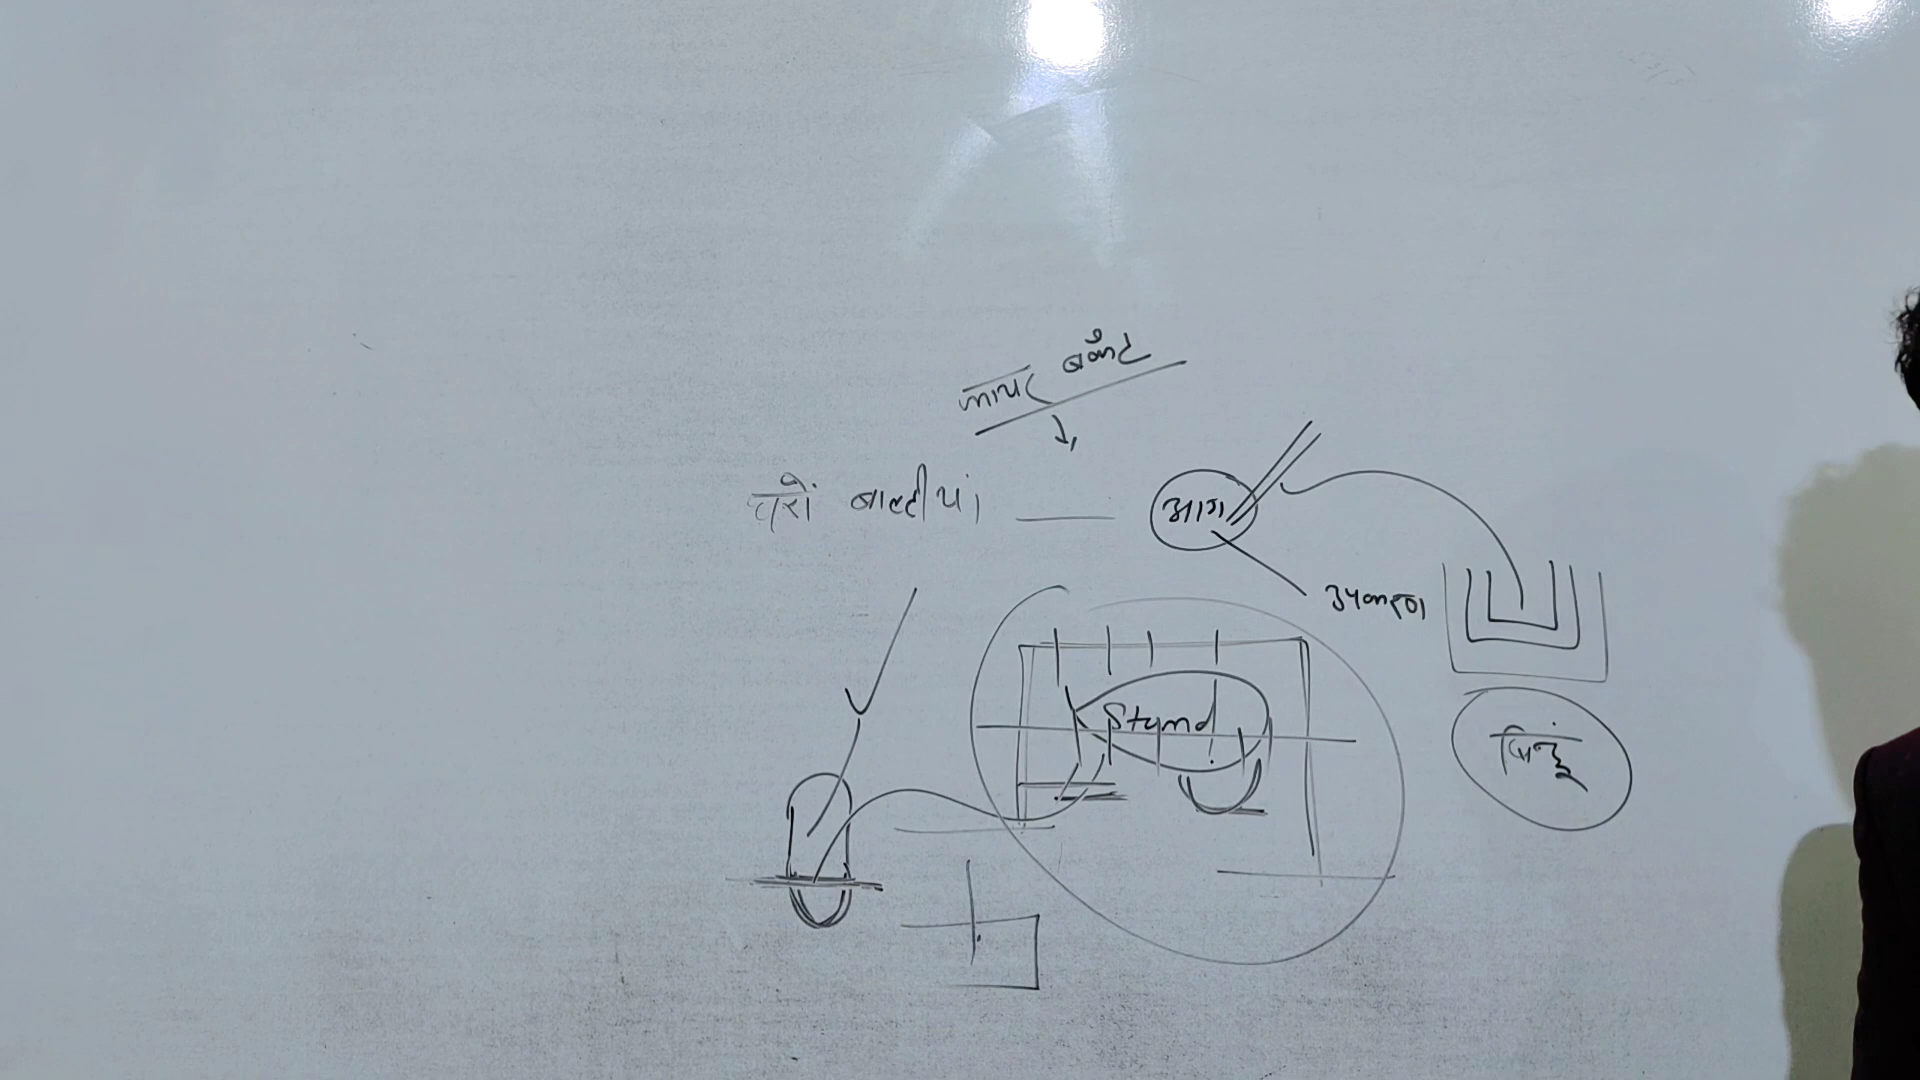 फायर बकेट
चारों बाल्टीयां
आग
उपकरण
Stand